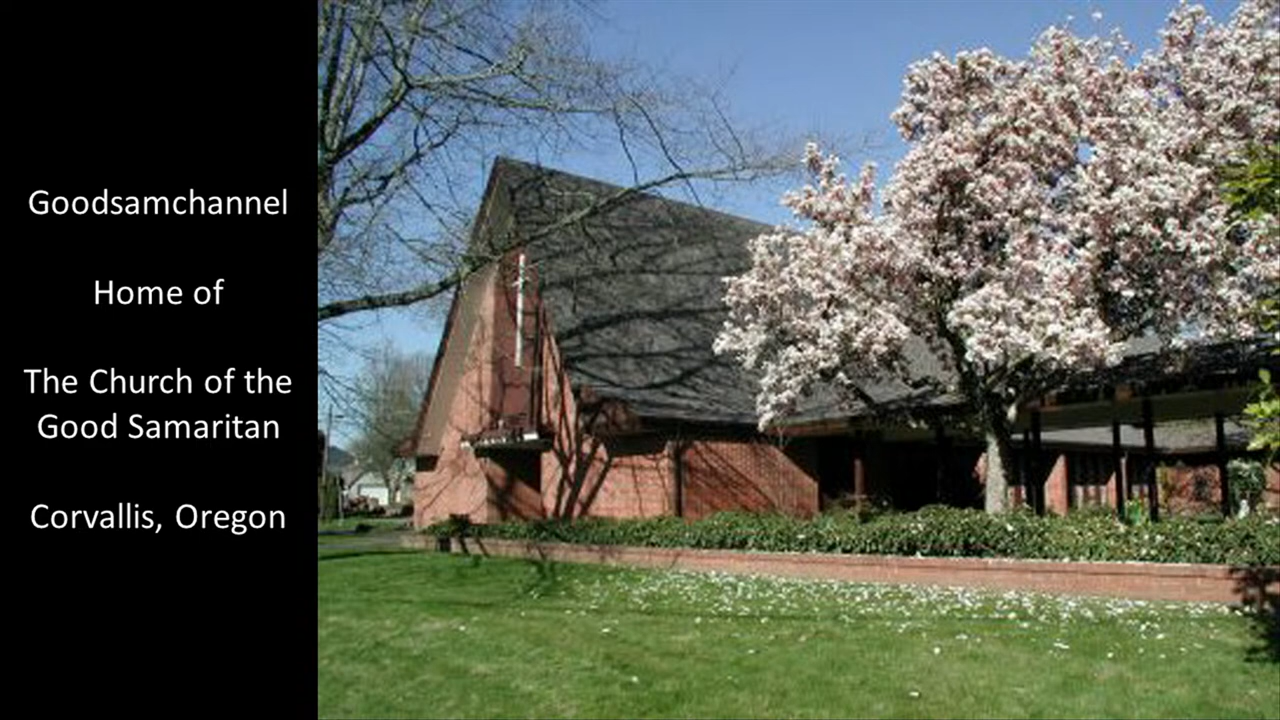 Goodsamchannel
Home of
The Church of the
Good Samaritan
Corvallis, Oregon